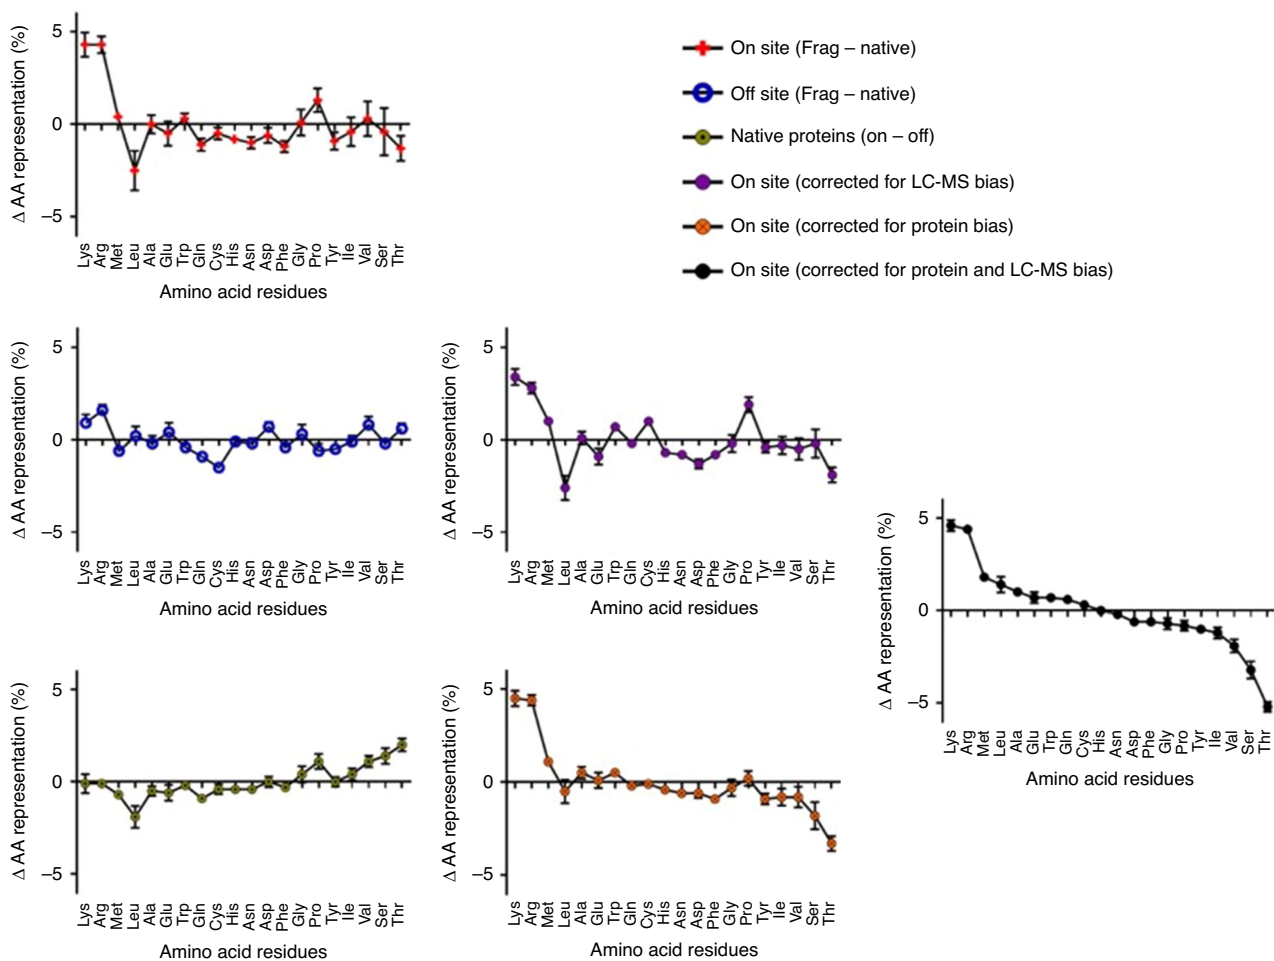 Δ AA representation (%)
5
0
–5
Lys Arg Met Leu Ala Glu Trp Gln Cys His Asn Asp Phe Gly Pro Tyr Ile Val Ser Thr
Amino acid residues
On site (Frag – native)
Off site (Frag – native)
Native proteins (on – off)
On site (corrected for LC-MS bias)
On site (corrected for protein bias)
On site (corrected for protein and LC-MS bias)
Δ AA representation (%)
5
0
–5
Lys Arg Met Leu Ala Glu Trp Gln Cys His Asn Asp Phe Gly Pro Tyr Ile Val Ser Thr
Amino acid residues
Δ AA representation (%)
5
0
–5
Lys Arg Met Leu Ala Glu Trp Gln Cys His Asn Asp Phe Gly Pro Tyr Ile Val Ser Thr
Amino acid residues
Δ AA representation (%)
5
0
–5
Lys Arg Met Leu Ala Glu Trp Gln Cys His Asn Asp Phe Gly Pro Tyr Ile Val Ser Thr
Amino acid residues
Δ AA representation (%)
5
0
–5
Lys Arg Met Leu Ala Glu Trp Gln Cys His Asn Asp Phe Gly Pro Tyr Ile Val Ser Thr
Amino acid residues
Δ AA representation (%)
5
0
–5
Lys Arg Met Leu Ala Glu Trp Gln Cys His Asn Asp Phe Gly Pro Tyr Ile Val Ser Thr
Amino acid residues